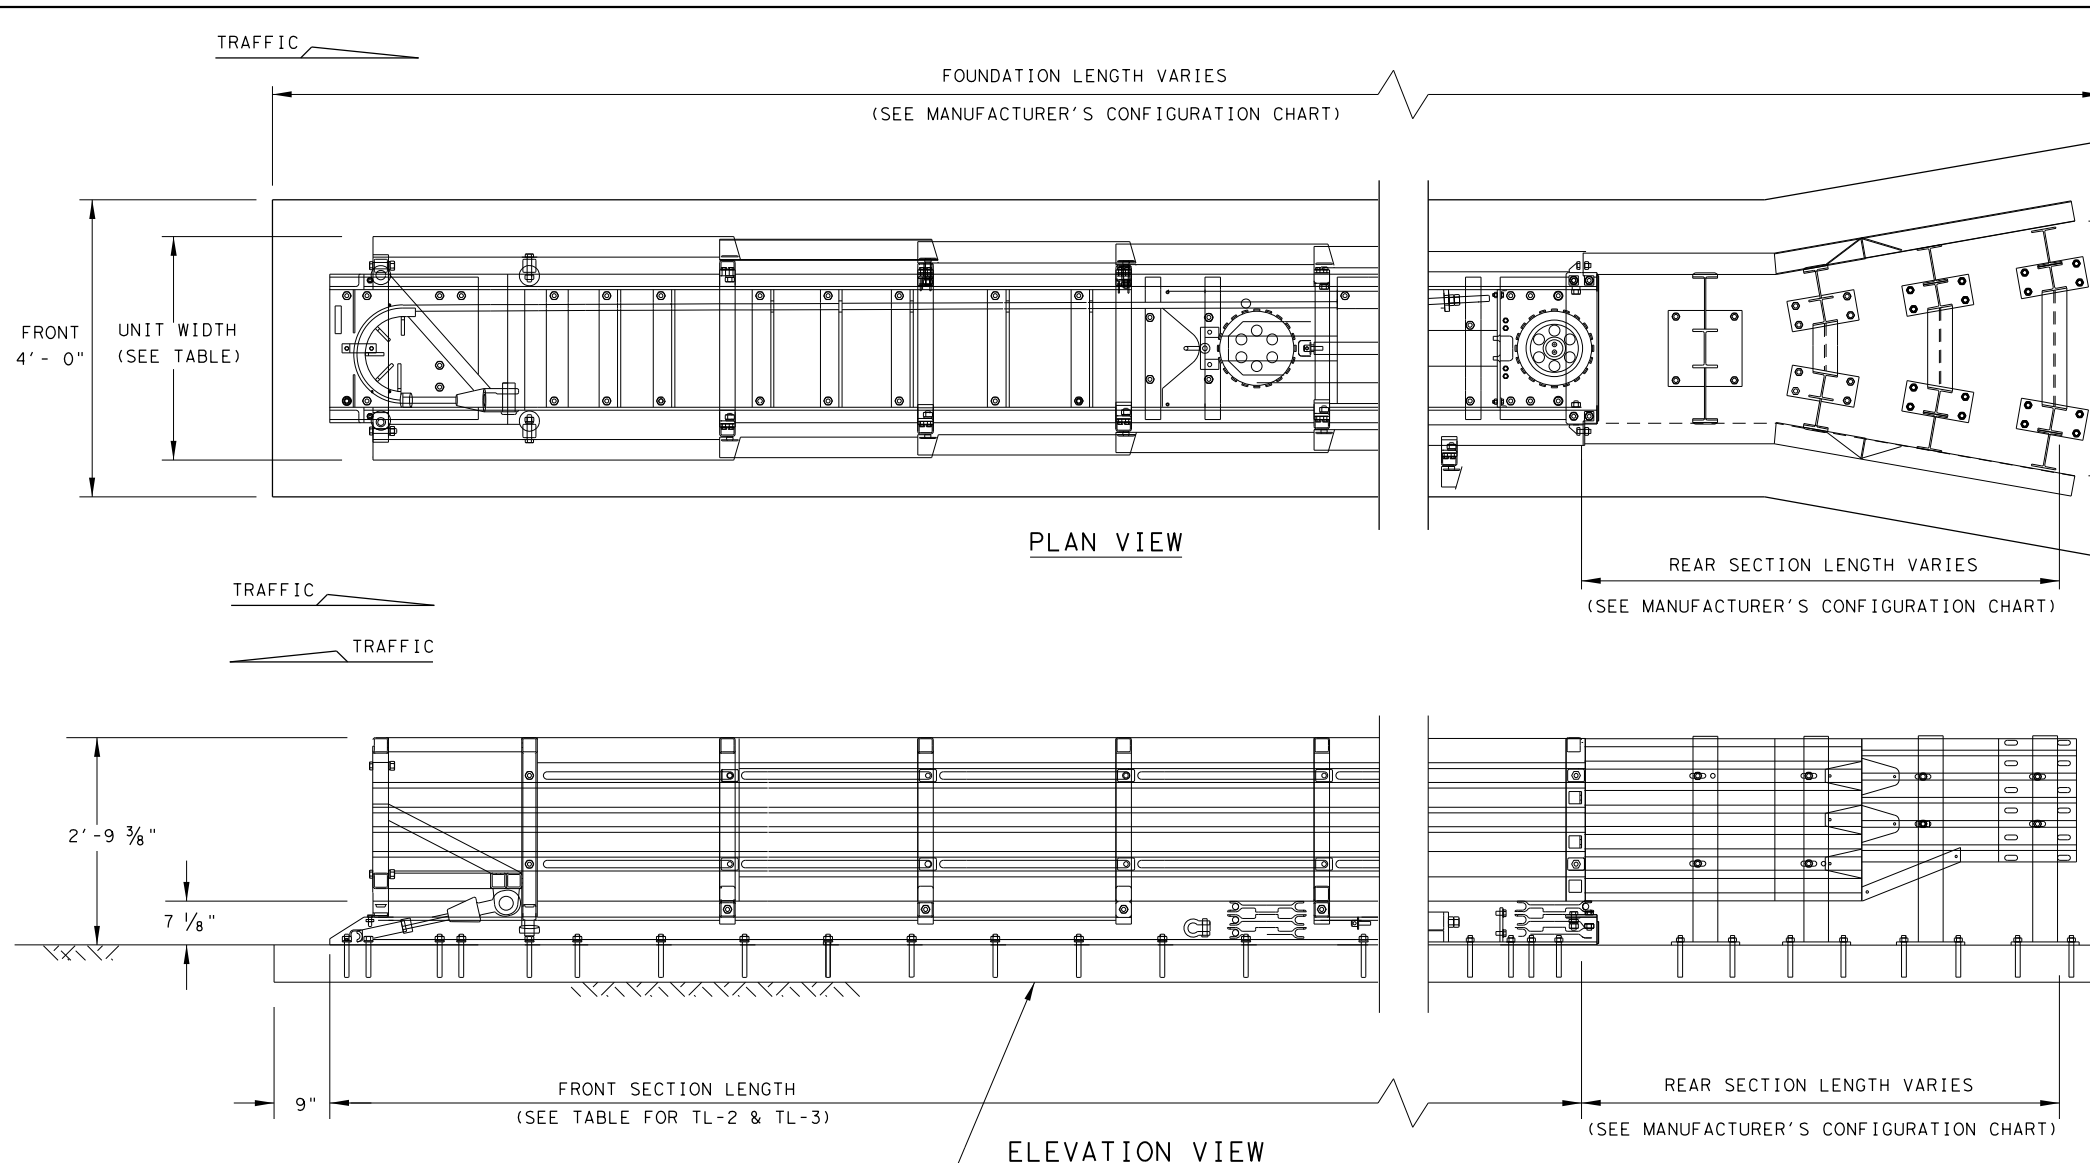 TRAFFIC
FOUNDATION LENGTH VARIES
(SEE MANUFACTURER'S CONFIGURATION CHART)
FRONT
4'- 0"
UNIT WIDTH
(SEE TABLE)
PLAN VIEW
REAR SECTION LENGTH VARIES
(SEE MANUFACTURER'S CONFIGURATION CHART)
TRAFFIC
TRAFFIC
2'-9 ⅜"
7 ⅛"
9"
FRONT SECTION LENGTH
(SEE TABLE FOR TL-2 & TL-3)
REAR SECTION LENGTH VARIES
(SEE MANUFACTURER'S CONFIGURATION CHART)
ELEVATION VIEW